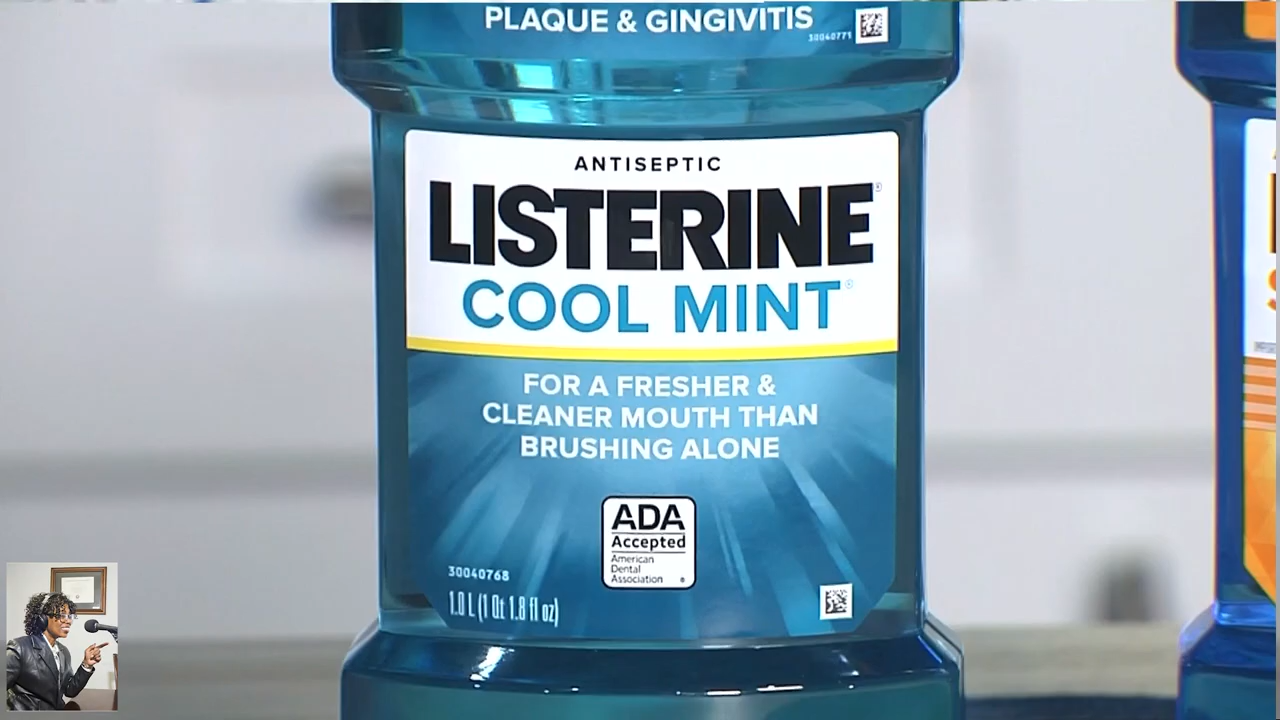 PLAQUE & GINGIVITIS
30040771
ANTISEPTIC
LISTERINE®
COOL MINT®
FOR A FRESHER &
CLEANER MOUTH THAN
BRUSHING ALONE
ADA
Accepted
American
Dental
Association ®
30040768
1.0 L (1 Qt 1.8 fl oz)